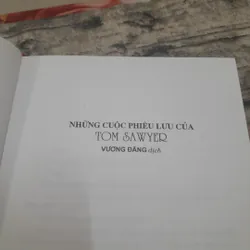 NHỮNG CUỘC PHIÊU LƯU CỦA
TOM SAWYER
VƯƠNG ĐĂNG dịch